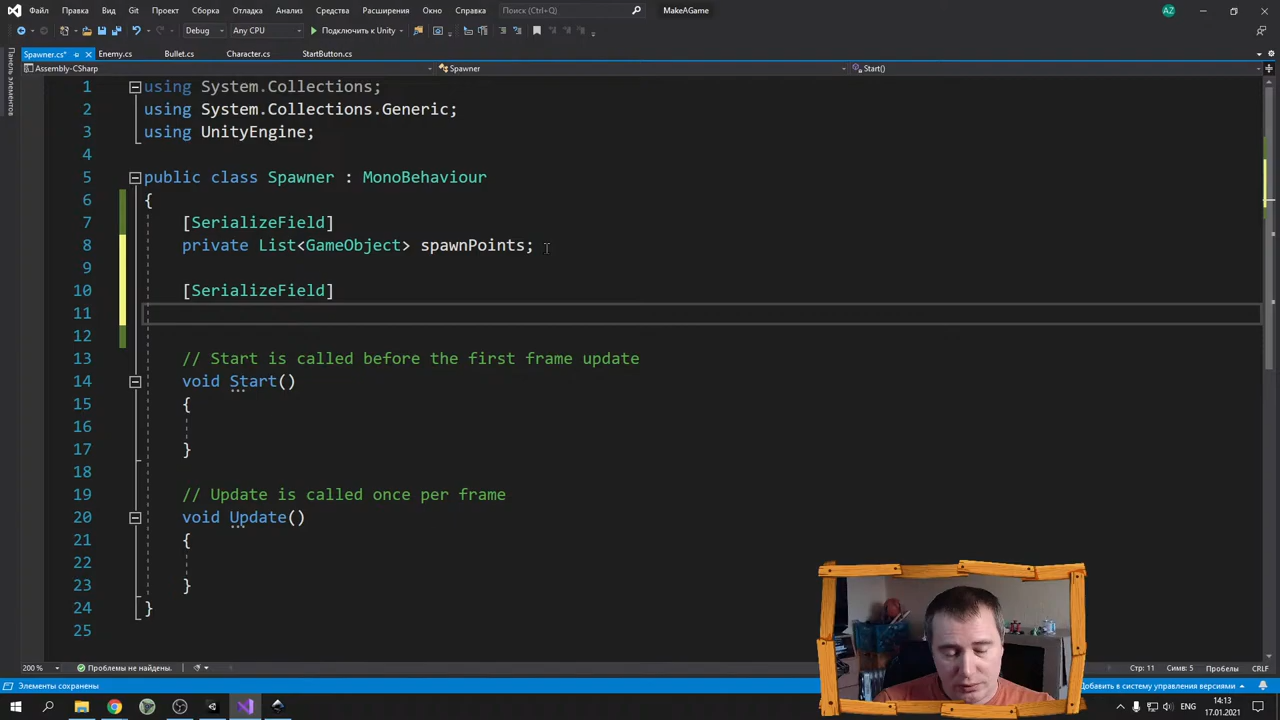 Файл Правка Вид Git Проект Сборка Отладка Анализ Средства Расширения Окно Справка Поиск (Ctrl+Q) MakeAGame AZ
Debug Any CPU Подключить к Unity
Spawner.cs* Enemy.cs Bullet.cs Character.cs StartButton.cs
Панель элементов
Assembly-CSharp Spawner Start()
1 using System.Collections;
2 using System.Collections.Generic;
3 using UnityEngine;
4
5 public class Spawner : MonoBehaviour
6 {
7 [SerializeField]
8 private List<GameObject> spawnPoints;
9
10 [SerializeField]
11
12
13 // Start is called before the first frame update
14 void Start()
15 {
16
17 }
18
19 // Update is called once per frame
20 void Update()
21 {
22
23 }
24 }
25
200 % Проблемы не найдены. Стр: 11 Симв: 5 Пробелы CRLF
Элементы сохранены Добавить в систему управления версиями
ENG 14:13
17.01.2021